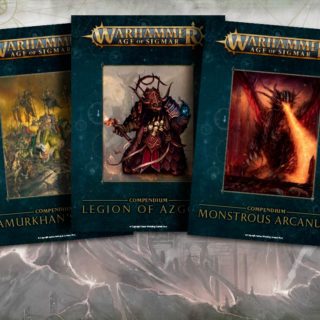 WARHAMMER
AGE OF SIGMAR
COMPENDIUM
AMURKHAN'
WARHAMMER
AGE OF SIGMAR
COMPENDIUM
LEGION OF AZG
WARHAMMER
AGE OF SIGMAR
COMPENDIUM
MONSTROUS ARCANU